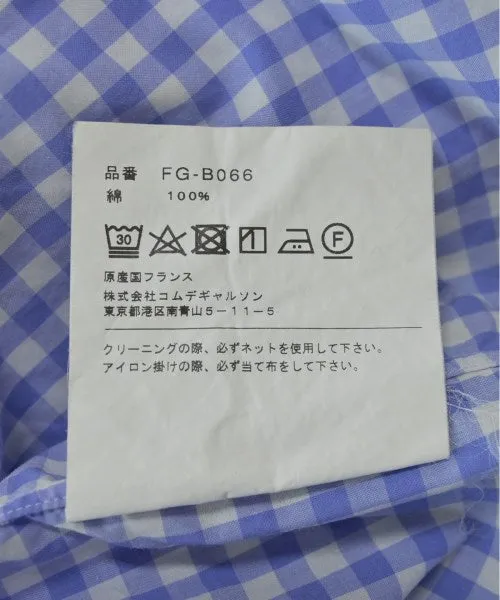 品番 FG-B066
綿 100%
30 F
原産国フランス
株式会社コムデギャルソン
東京都港区南青山5-11-5
クリーニングの際、必ずネットを使用して下さい。
アイロン掛けの際、必ず当て布をして下さい。